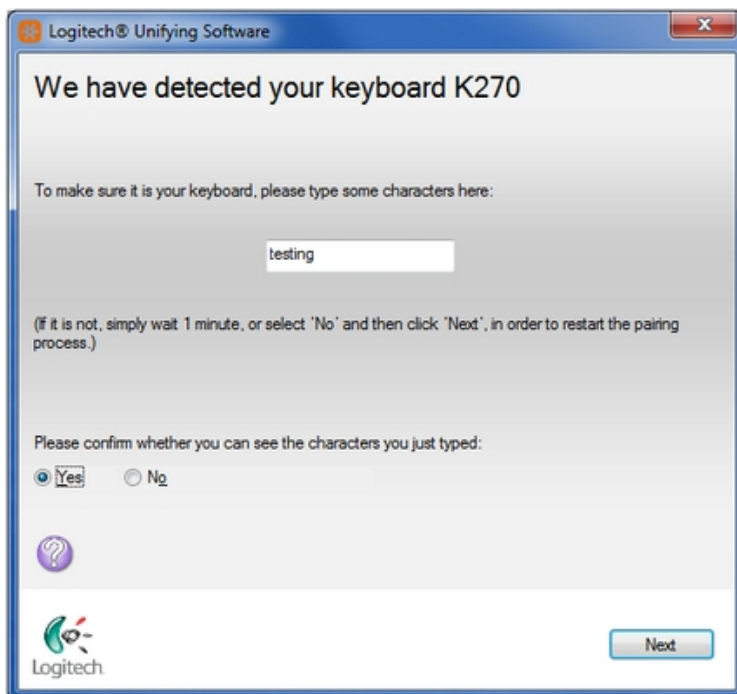 Logitech® Unifying Software
We have detected your keyboard K270
To make sure it is your keyboard, please type some characters here:
testing
(If it is not, simply wait 1 minute, or select 'No' and then click 'Next', in order to restart the pairing
process.)
Please confirm whether you can see the characters you just typed:
Yes No
?
Logitech
Next